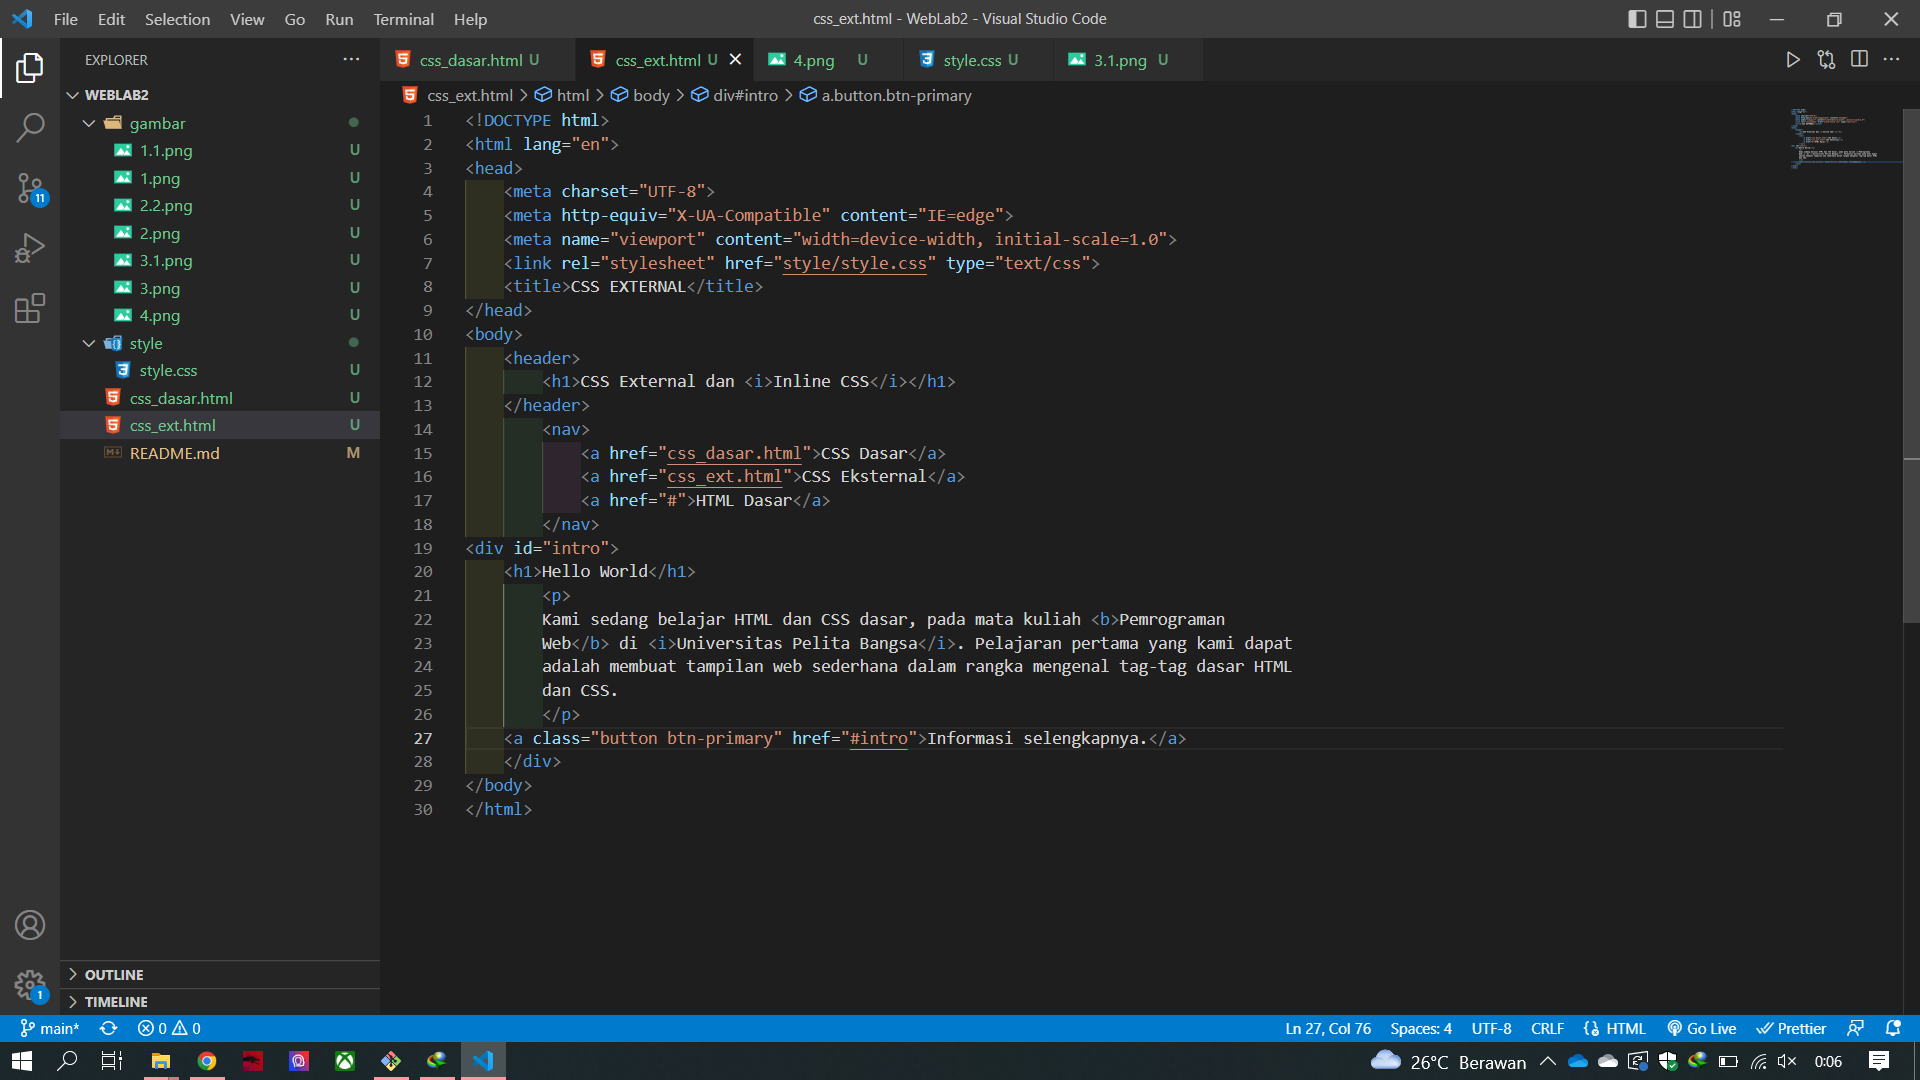 File Edit Selection View Go Run Terminal Help
css_ext.html - WebLab2 - Visual Studio Code
EXPLORER
WEBLAB2
gambar
1.1.png U
1.png U
2.2.png U
2.png U
3.1.png U
3.png U
4.png U
style
style.css U
css_dasar.html U
css_ext.html U
README.md M
OUTLINE
TIMELINE
11
1
css_dasar.html U
css_ext.html U
4.png U
style.css U
3.1.png U
css_ext.html > html > body > div#intro > a.button.btn-primary
1 <!DOCTYPE html>
2 <html lang="en">
3 <head>
4 <meta charset="UTF-8">
5 <meta http-equiv="X-UA-Compatible" content="IE=edge">
6 <meta name="viewport" content="width=device-width, initial-scale=1.0">
7 <link rel="stylesheet" href="style/style.css" type="text/css">
8 <title>CSS EXTERNAL</title>
9 </head>
10 <body>
11 <header>
12 <h1>CSS External dan <i>Inline CSS</i></h1>
13 </header>
14 <nav>
15 <a href="css_dasar.html">CSS Dasar</a>
16 <a href="css_ext.html">CSS Eksternal</a>
17 <a href="#">HTML Dasar</a>
18 </nav>
19 <div id="intro">
20 <h1>Hello World</h1>
21 <p>
22 Kami sedang belajar HTML dan CSS dasar, pada mata kuliah <b>Pemrograman
23 Web</b> di <i>Universitas Pelita Bangsa</i>. Pelajaran pertama yang kami dapat
24 adalah membuat tampilan web sederhana dalam rangka mengenal tag-tag dasar HTML
25 dan CSS.
26 </p>
27 <a class="button btn-primary" href="#intro">Informasi selengkapnya.</a>
28 </div>
29 </body>
30 </html>
main* 0 0
Ln 27, Col 76 Spaces: 4 UTF-8 CRLF HTML Go Live Prettier
26°C Berawan 0:06